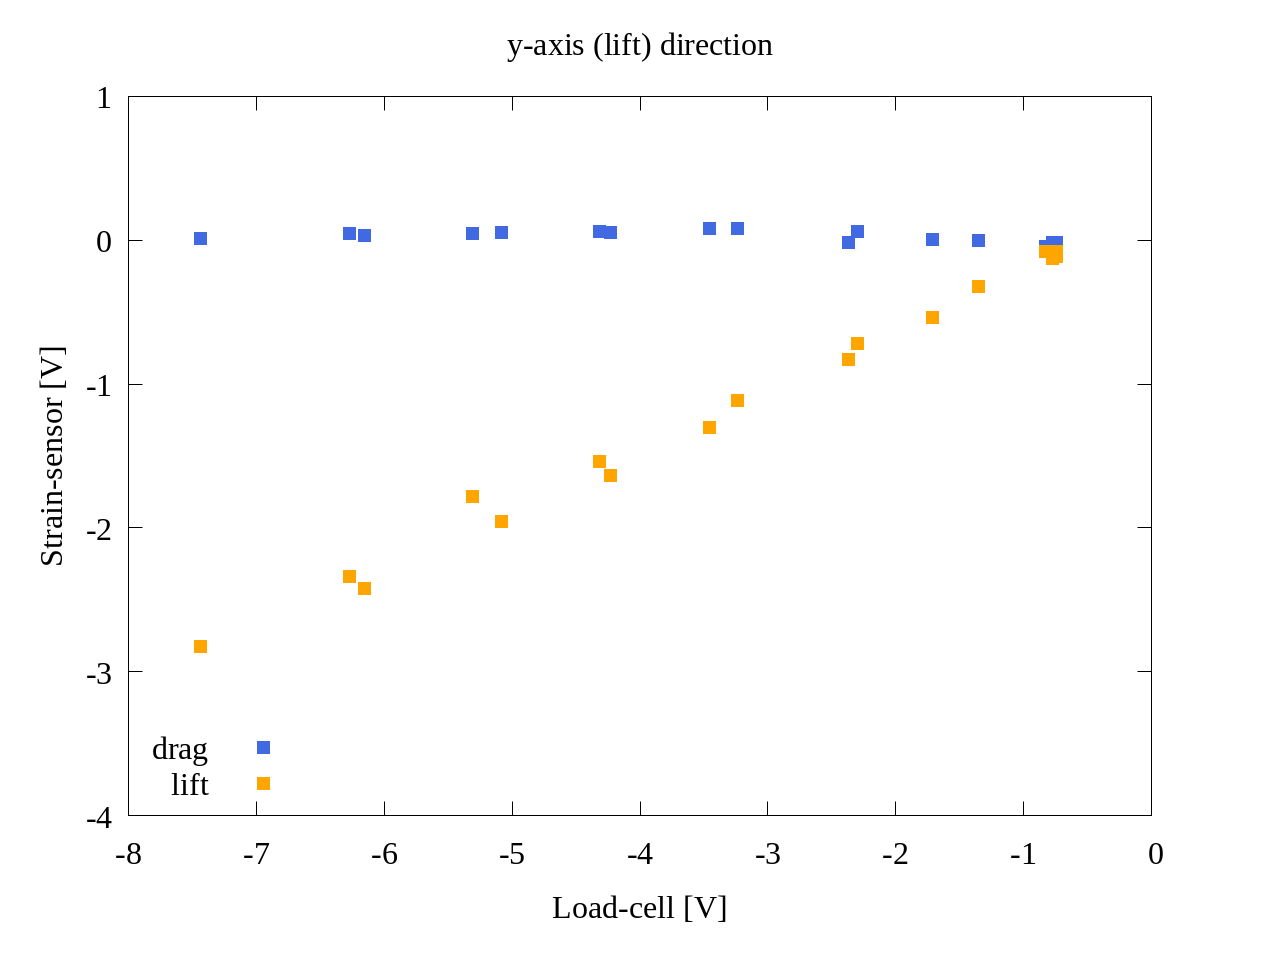 y-axis (lift) direction
1
0
-1
-2
-3
-4
Strain-sensor [V]
drag
lift
-8 -7 -6 -5 -4 -3 -2 -1 0
Load-cell [V]